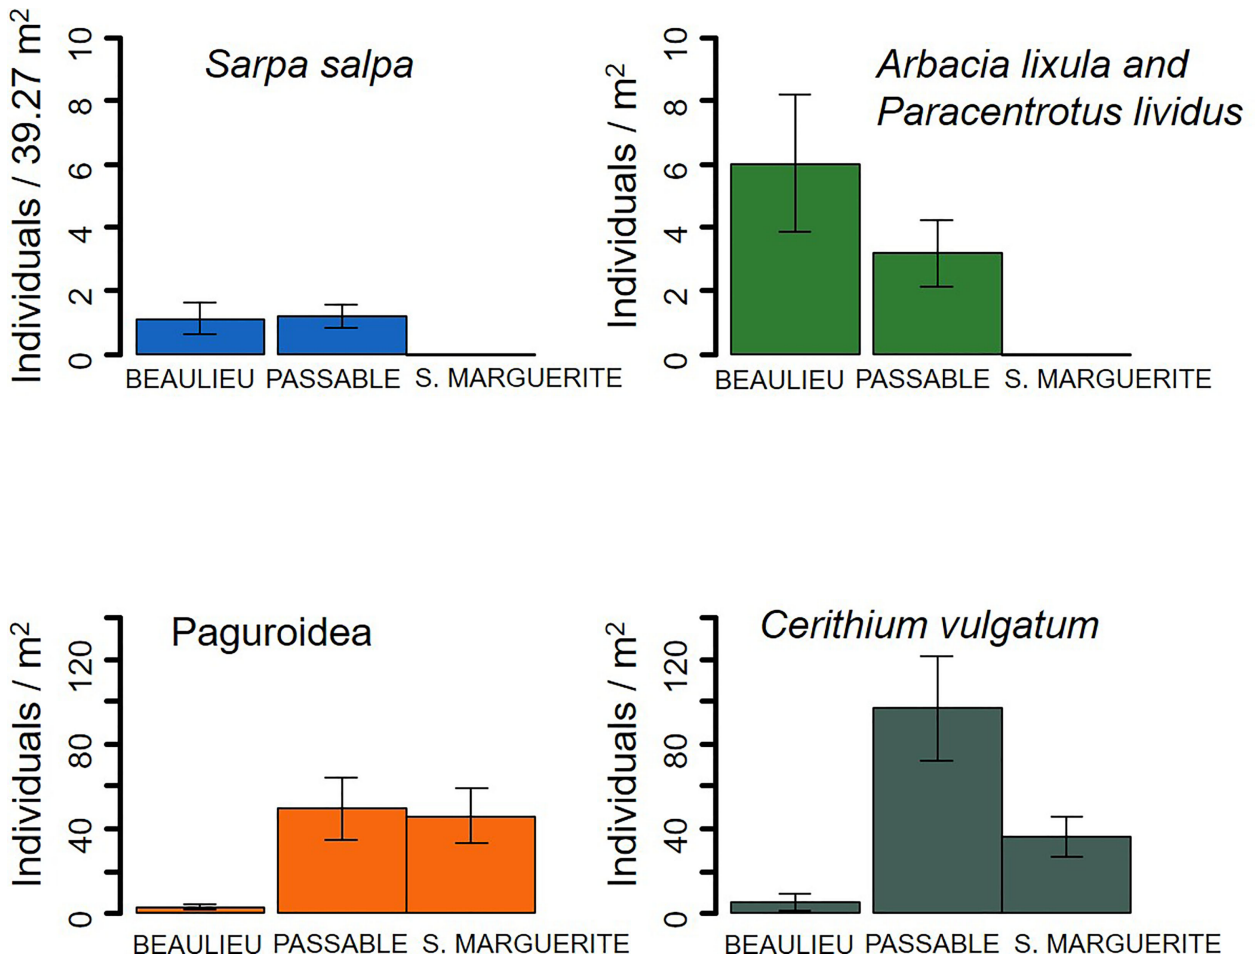 Sarpa salpa
Individuals / 39.27 m²
10
8
6
4
2
0
BEAULIEU PASSABLE S. MARGUERITE
Arbacia lixula and
Paracentrotus lividus
Individuals / m²
10
8
6
4
2
0
BEAULIEU PASSABLE S. MARGUERITE
Paguroidea
Individuals / m²
120
80
40
0
BEAULIEU PASSABLE S. MARGUERITE
Cerithium vulgatum
Individuals / m²
120
80
40
0
BEAULIEU PASSABLE S. MARGUERITE